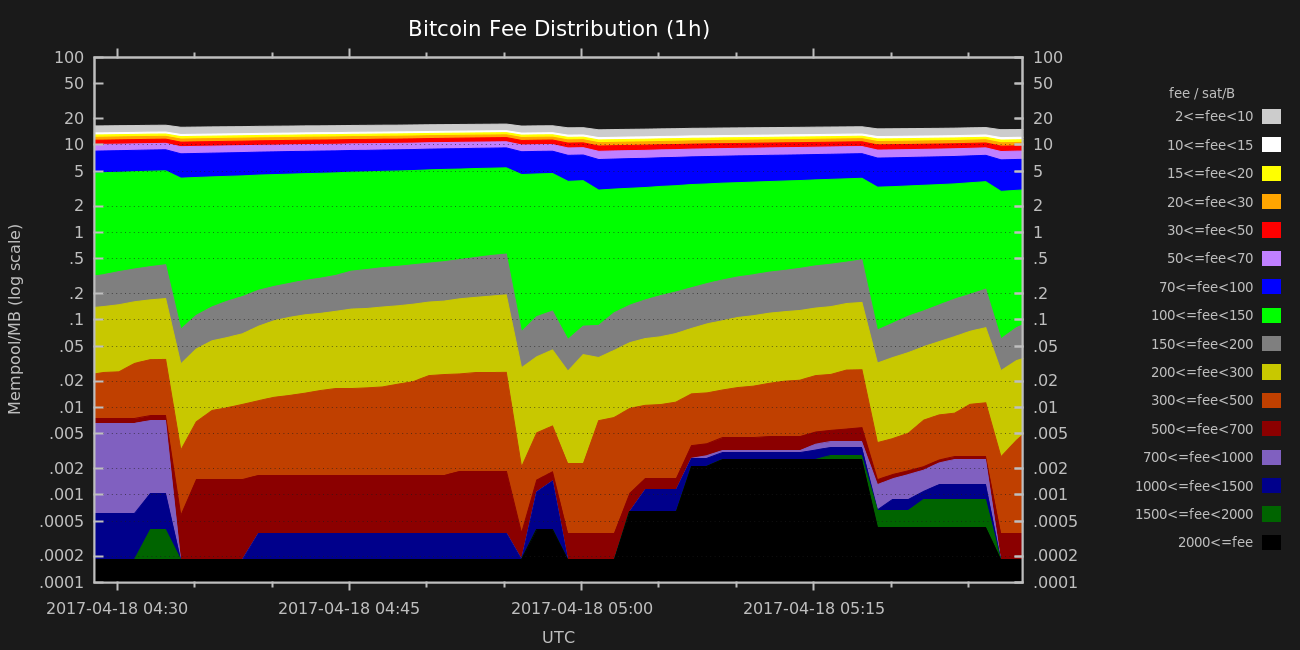 Bitcoin Fee Distribution (1h)
Mempool/MB (log scale)
100
50
20
10
5
2
1
.5
.2
.1
.05
.02
.01
.005
.002
.001
.0005
.0002
.0001
100
50
20
10
5
2
1
.5
.2
.1
.05
.02
.01
.005
.002
.001
.0005
.0002
.0001
2017-04-18 04:30
2017-04-18 04:45
2017-04-18 05:00
2017-04-18 05:15
UTC
fee / sat/B
2<=fee<10
10<=fee<15
15<=fee<20
20<=fee<30
30<=fee<50
50<=fee<70
70<=fee<100
100<=fee<150
150<=fee<200
200<=fee<300
300<=fee<500
500<=fee<700
700<=fee<1000
1000<=fee<1500
1500<=fee<2000
2000<=fee